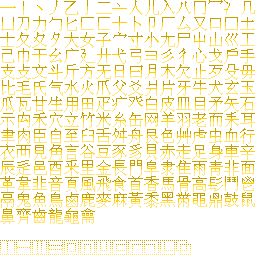 一丨丶丿乙亅二亠人儿入八冂冖冫几
凵刀力勹匕匚匸十卜卩厂厶又口囗土
士夂夊夕大女子宀寸小尢尸屮山巛工
己巾干幺广廴廾弋弓彐彡彳心戈戶手
支攴文斗斤方无日曰月木欠止歹殳毋
比毛氏气水火爪父爻爿片牙牛犬玄玉
瓜瓦甘生用田疋疒癶白皮皿目矛矢石
示禸禾穴立竹米糸缶网羊羽老而耒耳
聿肉臣自至臼舌舛舟艮色艸虍虫血行
衣襾見角言谷豆豕豸貝赤走足身車辛
辰辵邑酉釆里金長門阜隶隹雨靑非面
革韋韭音頁風飛食首香馬骨高髟鬥鬯
鬲鬼魚鳥鹵鹿麥麻黃黍黑黹黽鼎鼓鼠
鼻齊齒龍龜龠